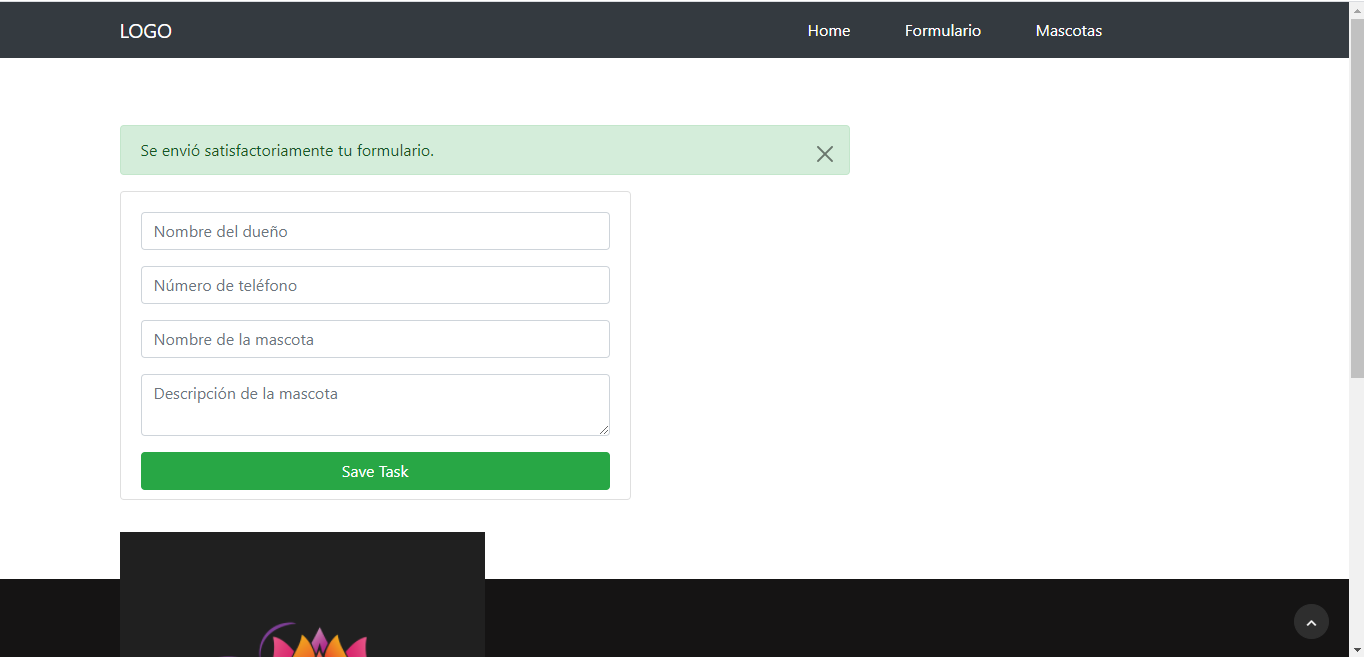 LOGO
Home
Formulario
Mascotas
Se envió satisfactoriamente tu formulario.
Nombre del dueño
Número de teléfono
Nombre de la mascota
Descripción de la mascota
Save Task